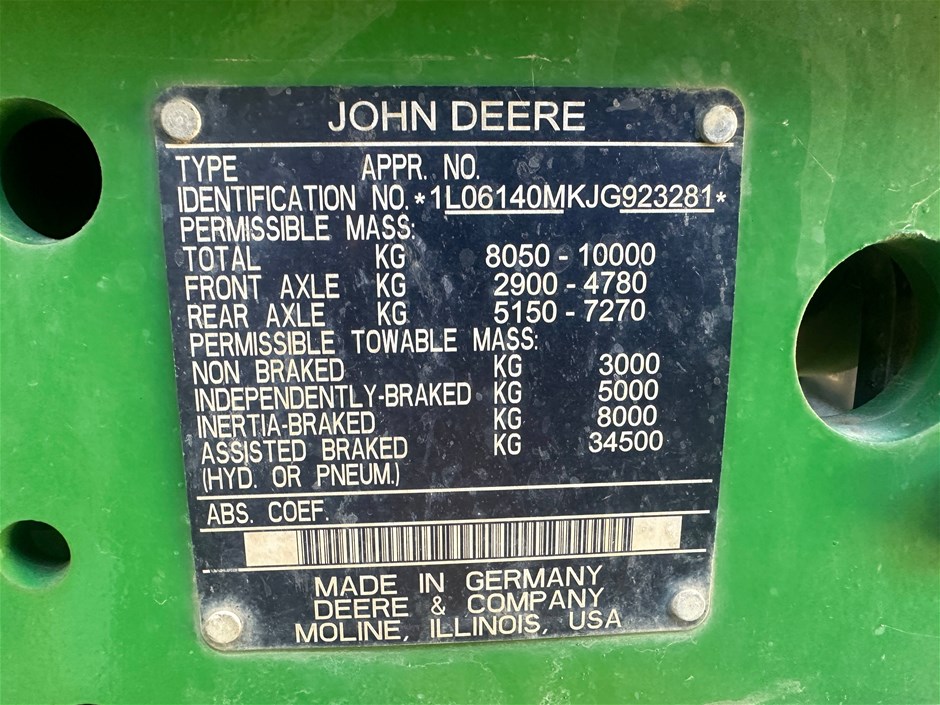 JOHN DEERE
TYPE APPR. NO.
IDENTIFICATION NO. *1L06140MKJG923281*
PERMISSIBLE MASS:
TOTAL KG 8050 - 10000
FRONT AXLE KG 2900 - 4780
REAR AXLE KG 5150 - 7270
PERMISSIBLE TOWABLE MASS:
NON BRAKED KG 3000
INDEPENDENTLY-BRAKED KG 5000
INERTIA-BRAKED KG 8000
ASSISTED BRAKED KG 34500
(HYD. OR PNEUM.)
ABS. COEF.
MADE IN GERMANY
DEERE & COMPANY
MOLINE, ILLINOIS, USA